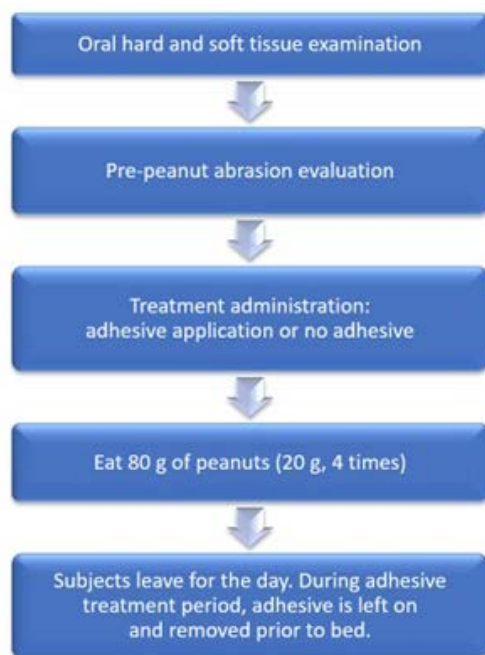 Oral hard and soft tissue examination
Pre-peanut abrasion evaluation
Treatment administration:
adhesive application or no adhesive
Eat 80 g of peanuts (20 g, 4 times)
Subjects leave for the day. During adhesive
treatment period, adhesive is left on
and removed prior to bed.